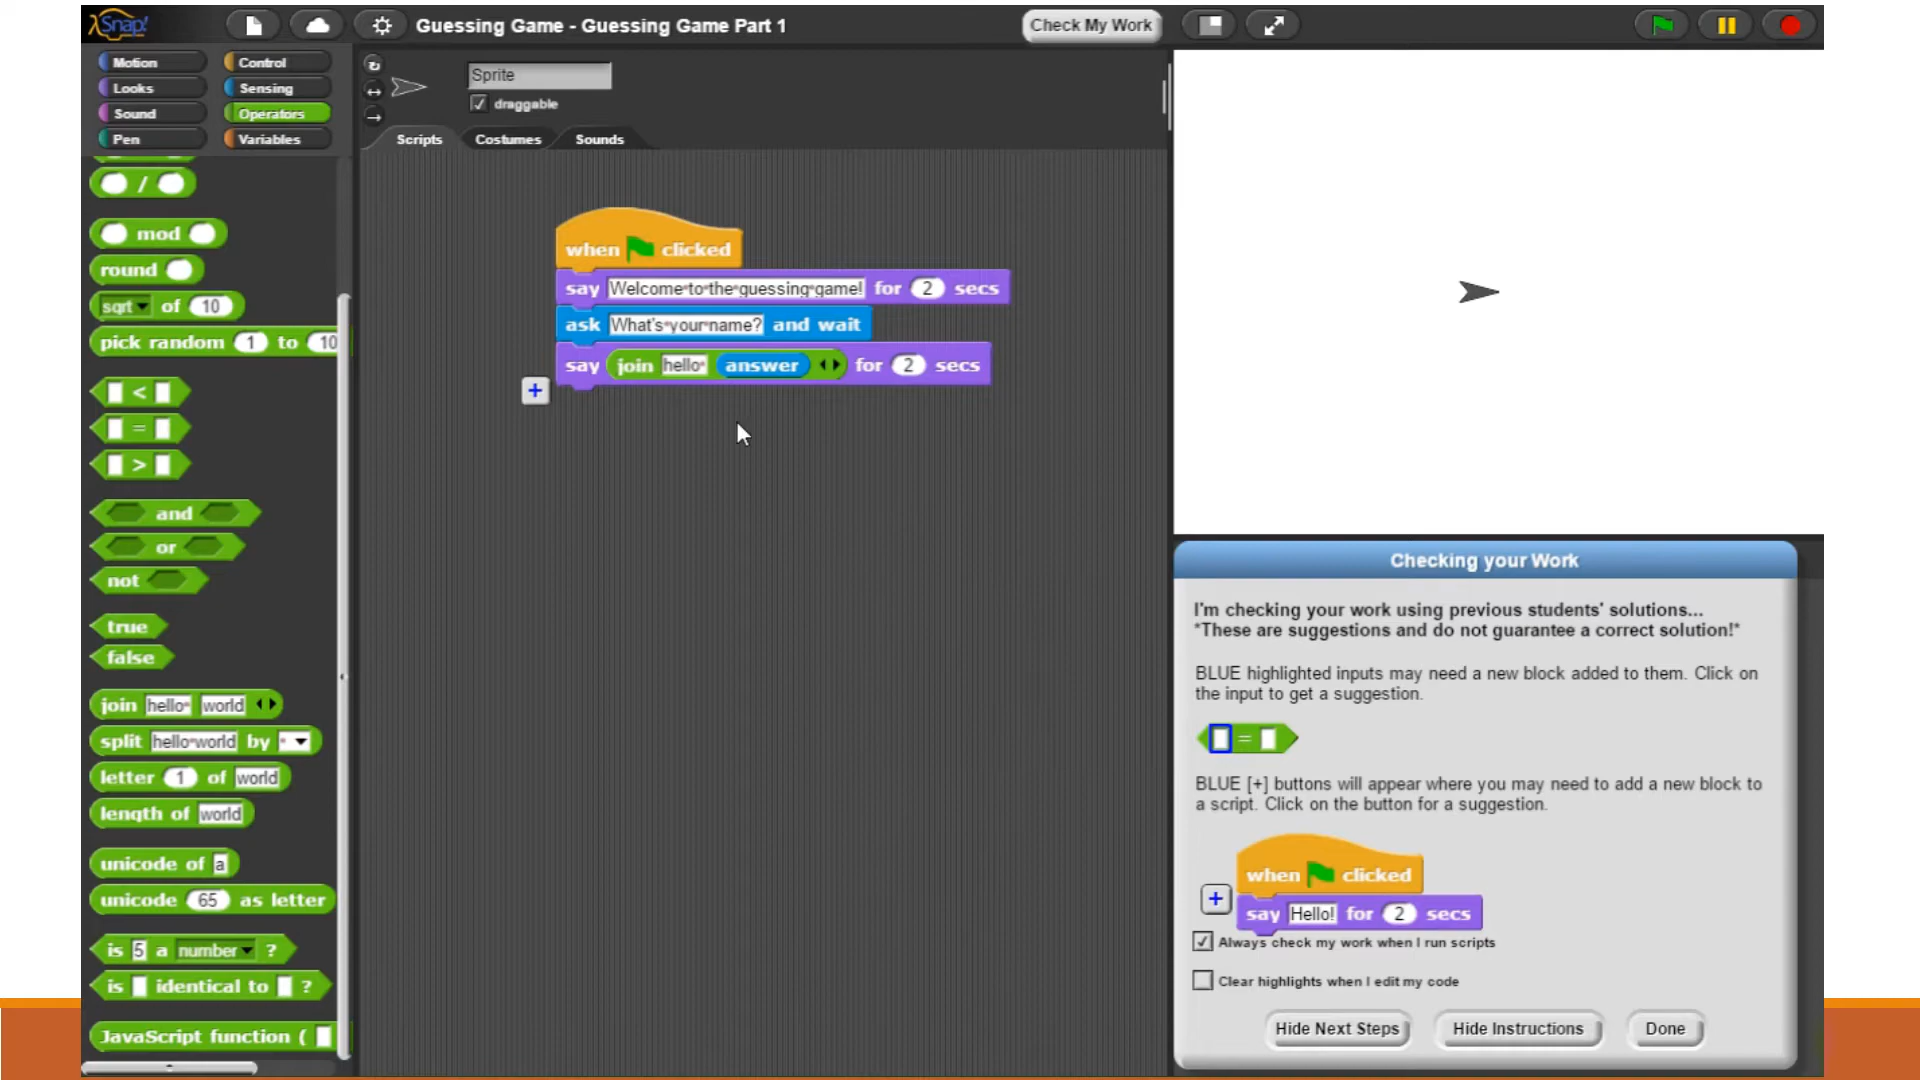 Snap!
Guessing Game - Guessing Game Part 1
Check My Work
Motion
Control
Looks
Sensing
Sound
Operators
Pen
Variables
Sprite
draggable
Scripts
Costumes
Sounds
/
mod
round
sqrt of 10
pick random 1 to 10
<
=
>
and
or
not
true
false
join hello world
split hello world by
letter 1 of world
length of world
unicode of a
unicode 65 as letter
is 5 a number ?
is identical to ?
JavaScript function (
when clicked
say Welcome to the guessing game! for 2 secs
ask What's your name? and wait
say join hello answer for 2 secs
+
Checking your Work
I'm checking your work using previous students' solutions...
*These are suggestions and do not guarantee a correct solution!*
BLUE highlighted inputs may need a new block added to them. Click on
the input to get a suggestion.
=
BLUE [+] buttons will appear where you may need to add a new block to
a script. Click on the button for a suggestion.
when clicked
+
say Hello! for 2 secs
Always check my work when I run scripts
Clear highlights when I edit my code
Hide Next Steps
Hide Instructions
Done